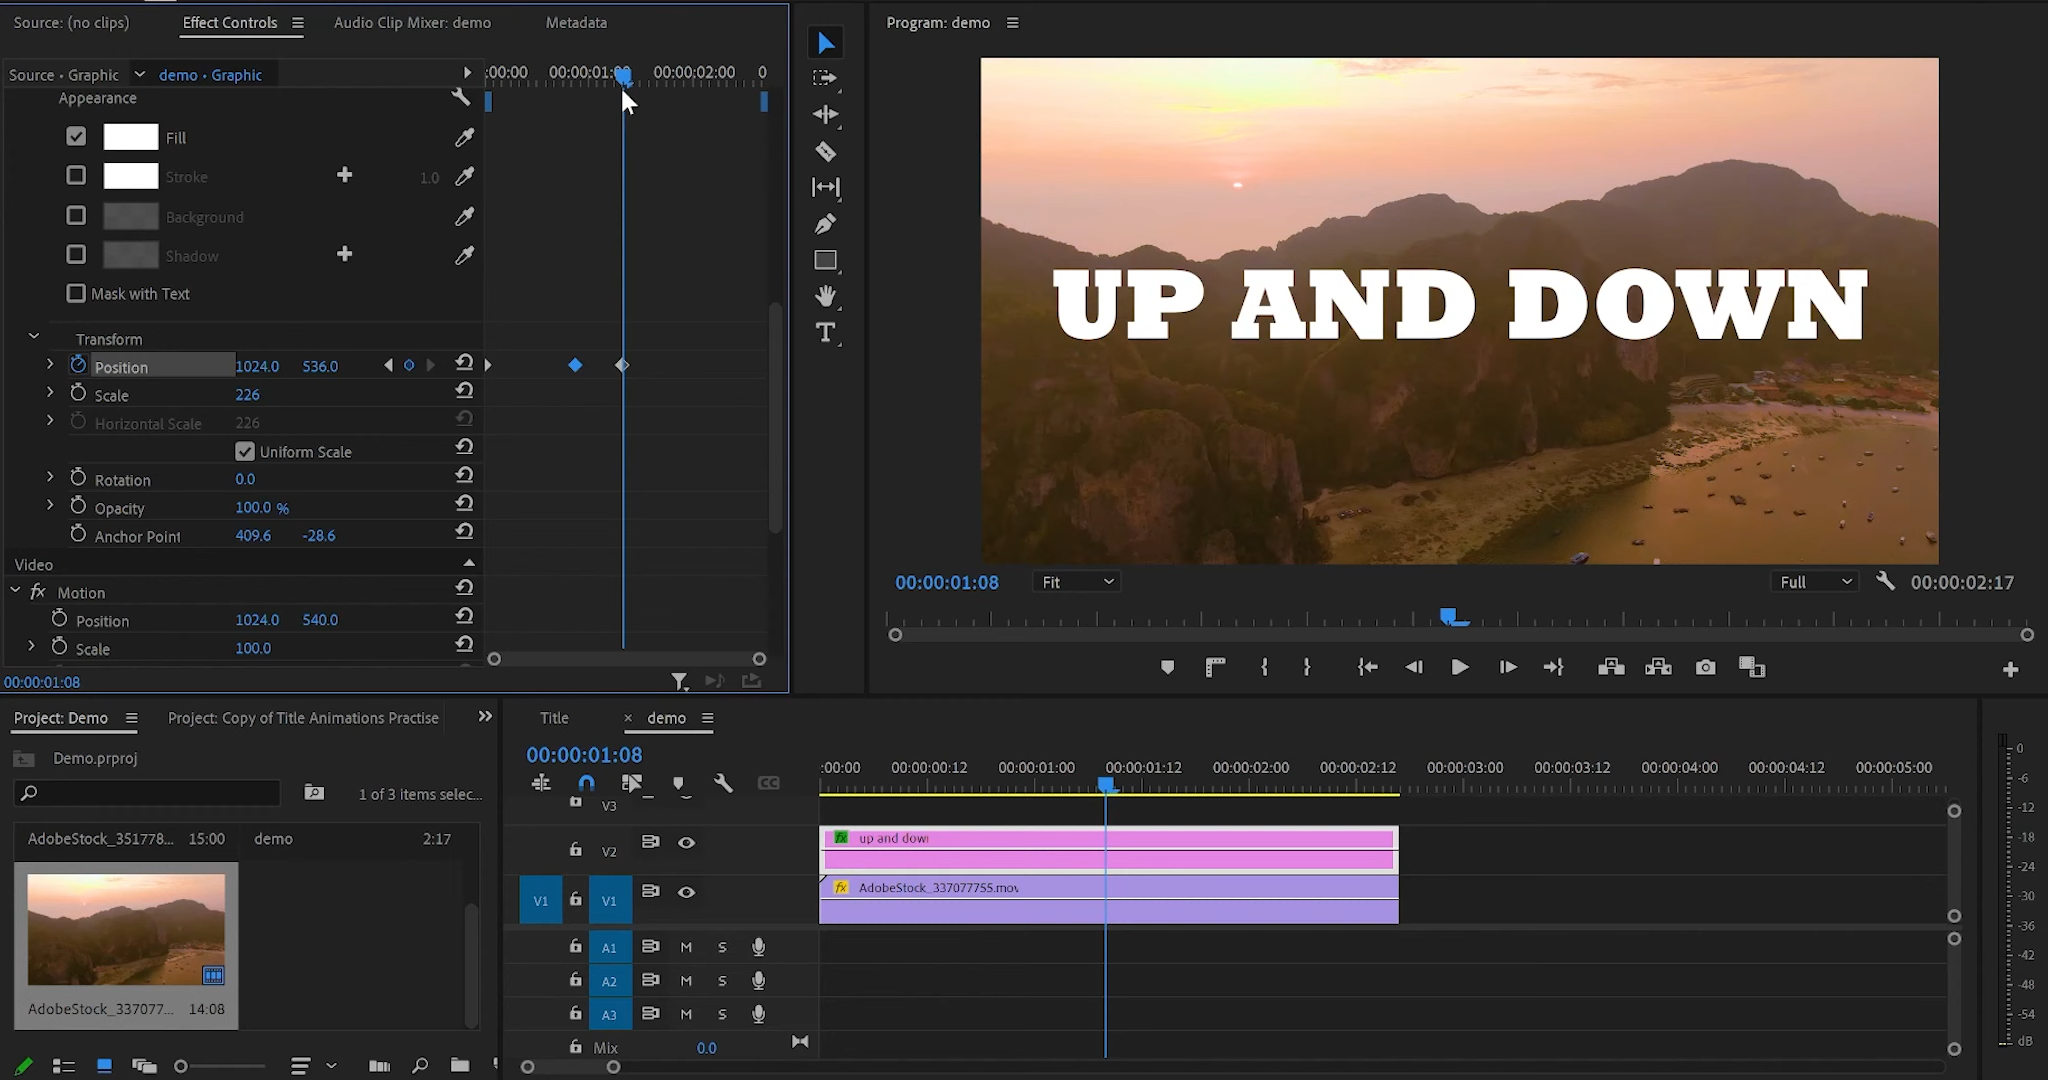 Source: (no clips)
Effect Controls
Audio Clip Mixer: demo
Metadata
Source • Graphic
demo • Graphic
:00:00
00:00:01:0
00:00:02:00
0
Appearance
Fill
Stroke
1.0
Background
Shadow
Mask with Text
Transform
Position 1024.0 536.0
Scale 226
Horizontal Scale 226
Uniform Scale
Rotation 0.0
Opacity 100.0 %
Anchor Point 409.6 -28.6
Video
fx Motion
Position 1024.0 540.0
Scale 100.0
00:00:01:08
Program: demo
UP AND DOWN
00:00:01:08
Fit
Full
00:00:02:17
Project: Demo
Project: Copy of Title Animations Practise
Demo.prproj
1 of 3 items selec...
AdobeStock_351778... 15:00
demo 2:17
AdobeStock_337077... 14:08
Title
× demo
00:00:01:08
CC
:00:00 00:00:00:12 00:00:01:00 00:00:01:12 00:00:02:00 00:00:02:12 00:00:03:00 00:00:03:12 00:00:04:00 00:00:04:12 00:00:05:00
V3
V2
fx up and down
V1 V1
fx AdobeStock_337077755.mov
A1 M S
A2 M S
A3 M S
Mix 0.0
0
-6
-12
-18
-24
-30
-36
-42
-48
-54
dB